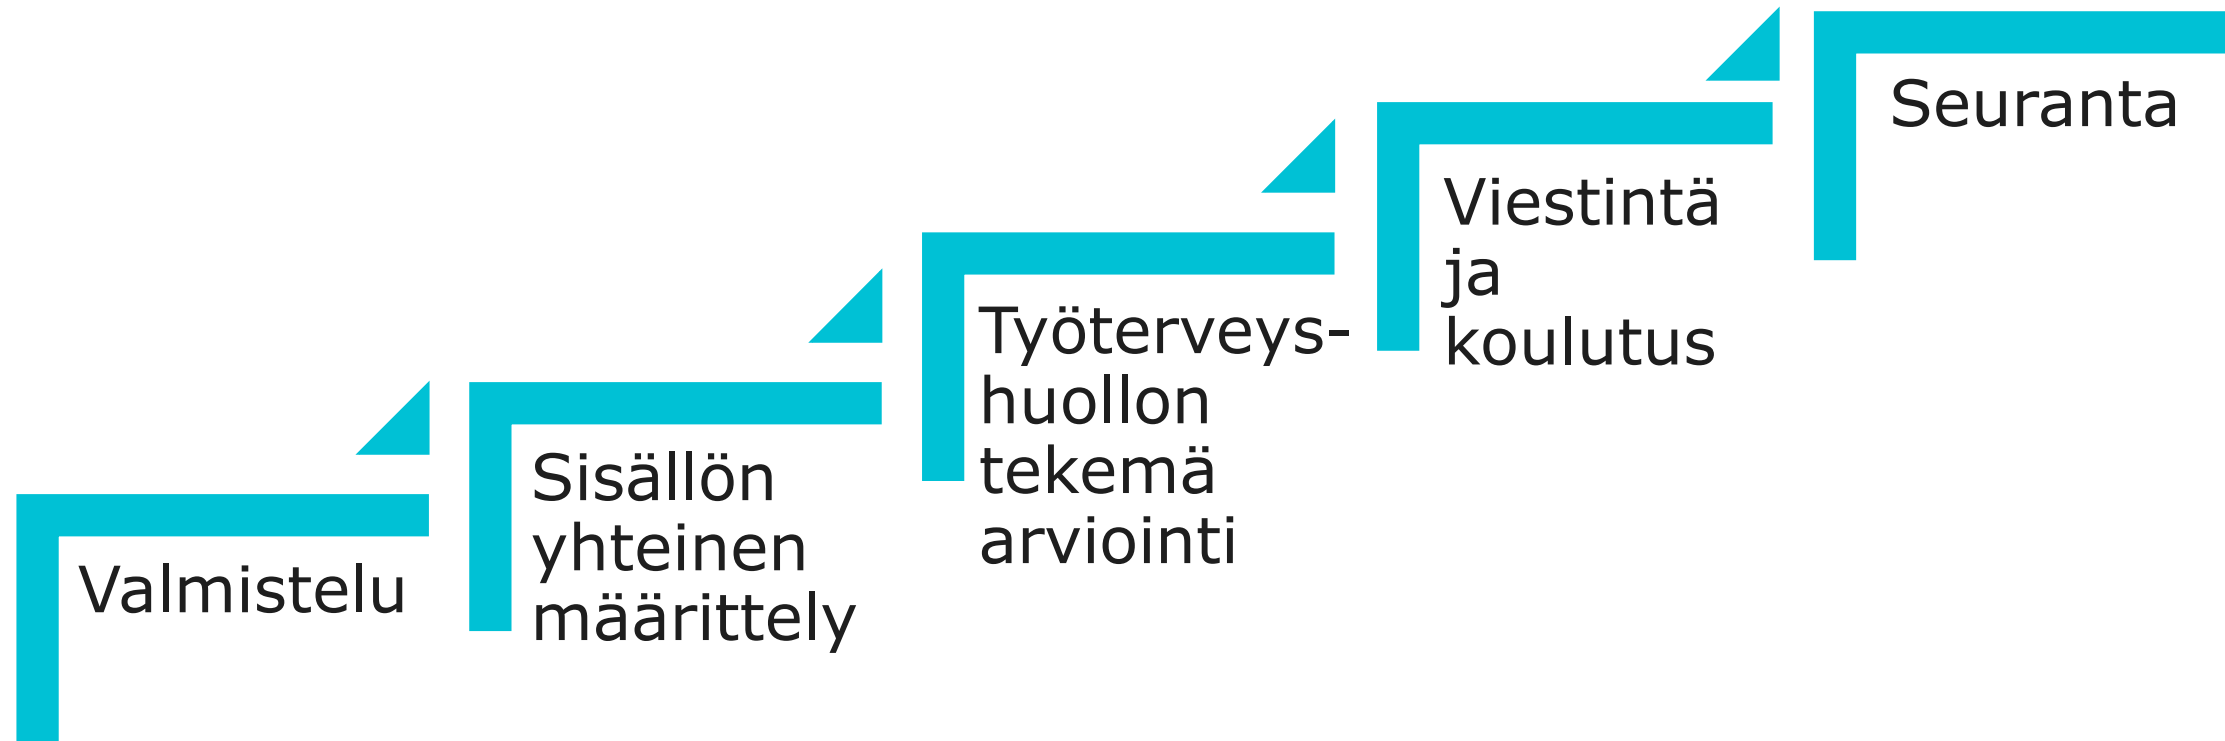 Valmistelu
Sisällön
yhteinen
määrittely
Työterveys-
huollon
tekemä
arviointi
Viestintä
ja
koulutus
Seuranta